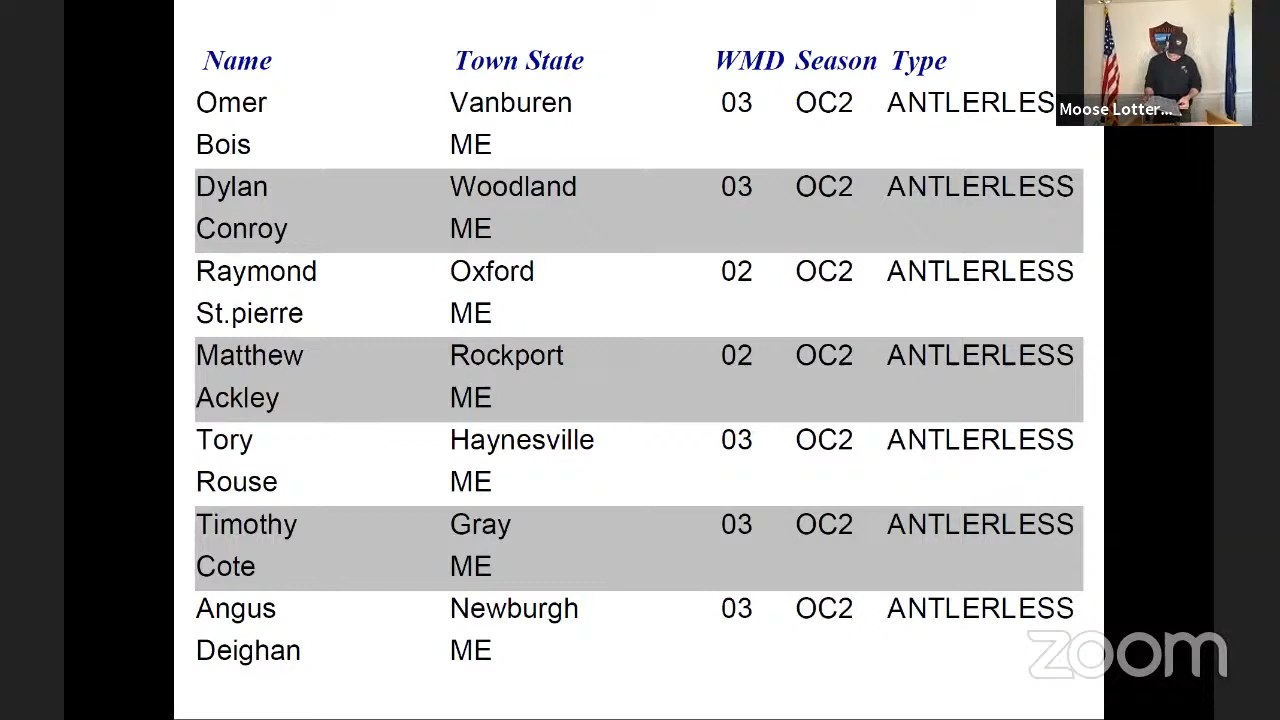 Name Town State WMD Season Type
Omer Vanburen 03 OC2 ANTLERLES
Bois ME
Dylan Woodland 03 OC2 ANTLERLESS
Conroy ME
Raymond Oxford 02 OC2 ANTLERLESS
St.pierre ME
Matthew Rockport 02 OC2 ANTLERLESS
Ackley ME
Tory Haynesville 03 OC2 ANTLERLESS
Rouse ME
Timothy Gray 03 OC2 ANTLERLESS
Cote ME
Angus Newburgh 03 OC2 ANTLERLESS
Deighan ME
Moose Lotter...
zoom